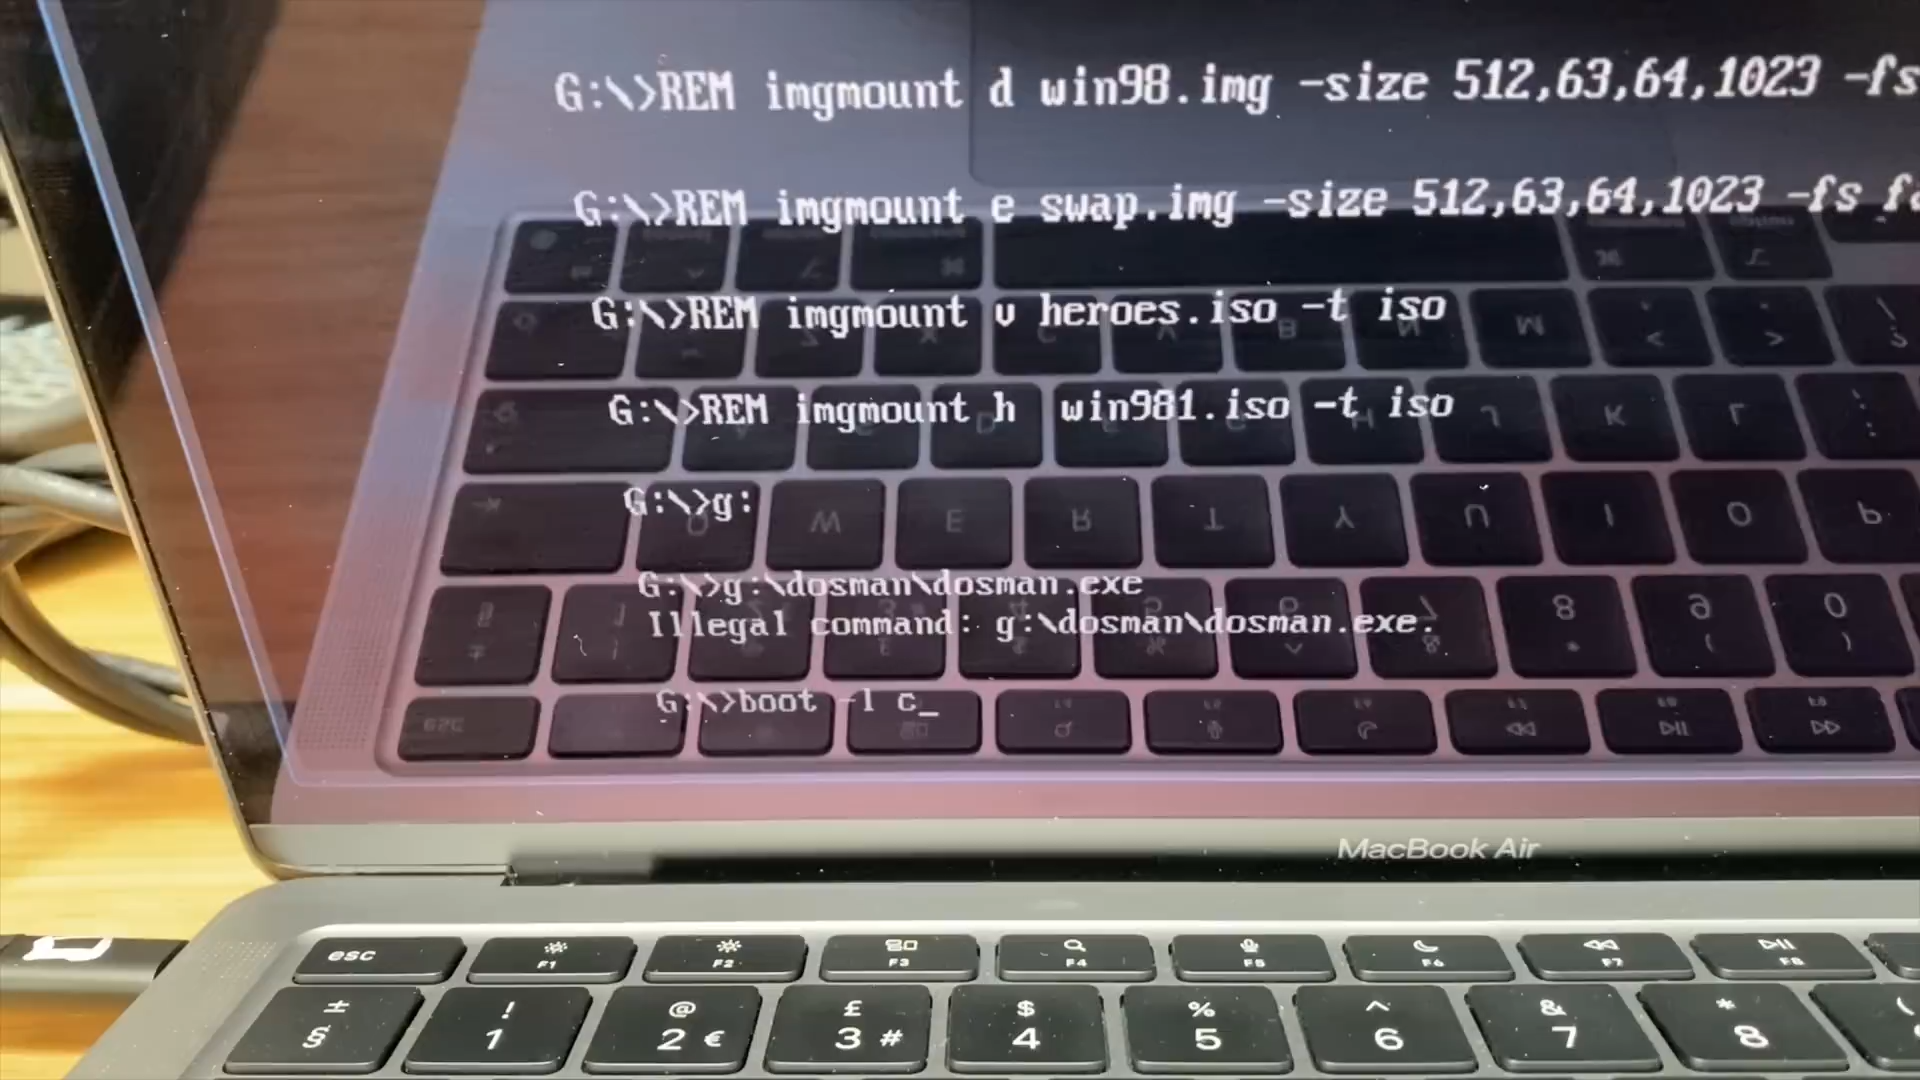 G:\>REM imgmount d win98.img -size 512,63,64,1023 -fs
G:\>REM imgmount e swap.img -size 512,63,64,1023 -fs fa
G:\>REM imgmount v heroes.iso -t iso
G:\>REM imgmount h  win981.iso -t iso
G:\>g:
G:\>g:\dosman\dosman.exe
Illegal command: g:\dosman\dosman.exe.
G:\>boot -l c_
MacBook Air
esc F1 F2 F3 F4 F5 F6 F7 F8
± ! @ £ $ % ^ & * (
§ 1 2 € 3 # 4 5 6 7 8